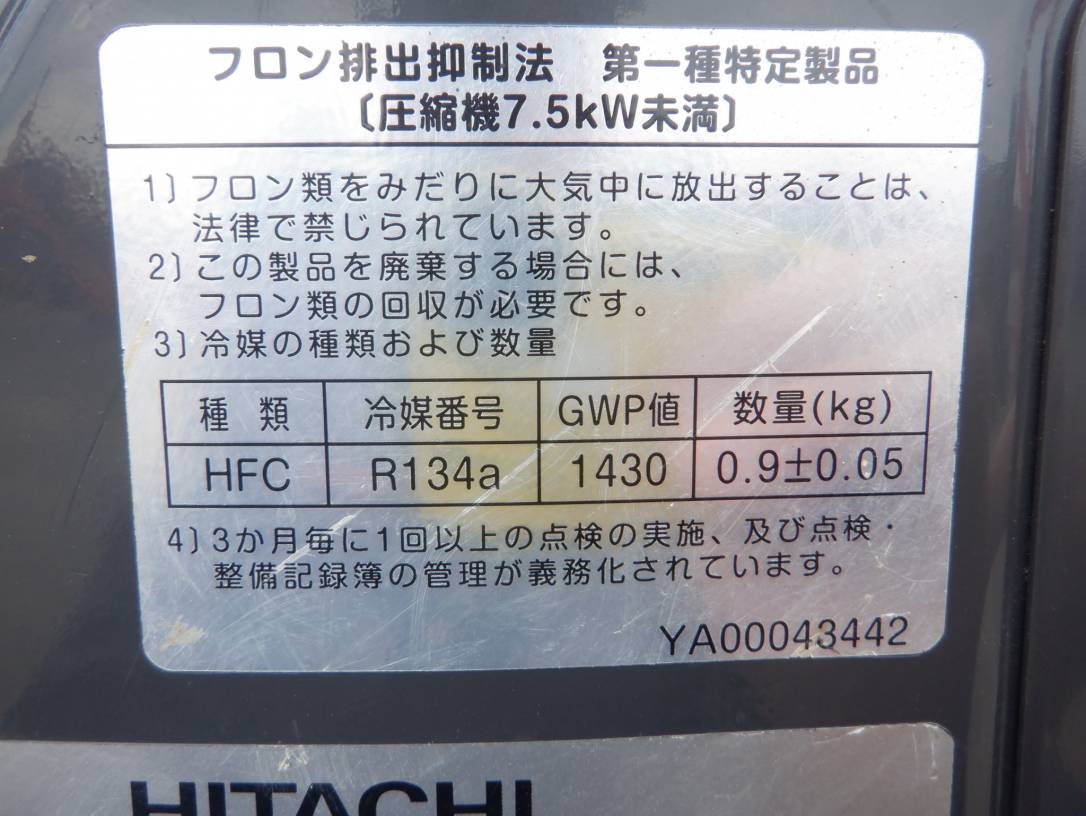 フロン排出抑制法 第一種特定製品
〔圧縮機7.5kW未満〕
1) フロン類をみだりに大気中に放出することは、
法律で禁じられています。
2) この製品を廃棄する場合には、
フロン類の回収が必要です。
3) 冷媒の種類および数量
種 類 冷媒番号 GWP値 数量(kg)
HFC R134a 1430 0.9±0.05
4) 3か月毎に1回以上の点検の実施、及び点検・
整備記録簿の管理が義務化されています。
YA00043442
HITACHI